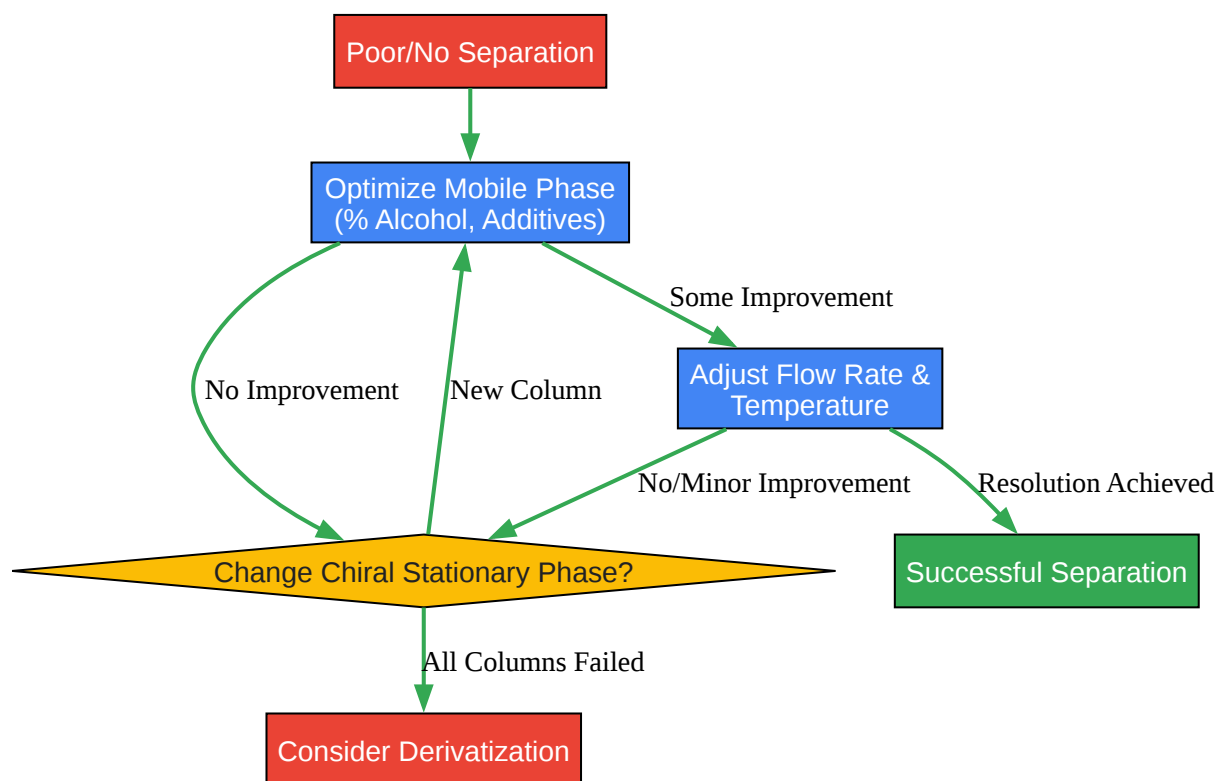 Poor/No Separation
Optimize Mobile Phase
(% Alcohol, Additives)
Some Improvement
Adjust Flow Rate &
Temperature
No Improvement
New Column
No/Minor Improvement
Resolution Achieved
Change Chiral Stationary Phase?
Successful Separation
All Columns Failed
Consider Derivatization